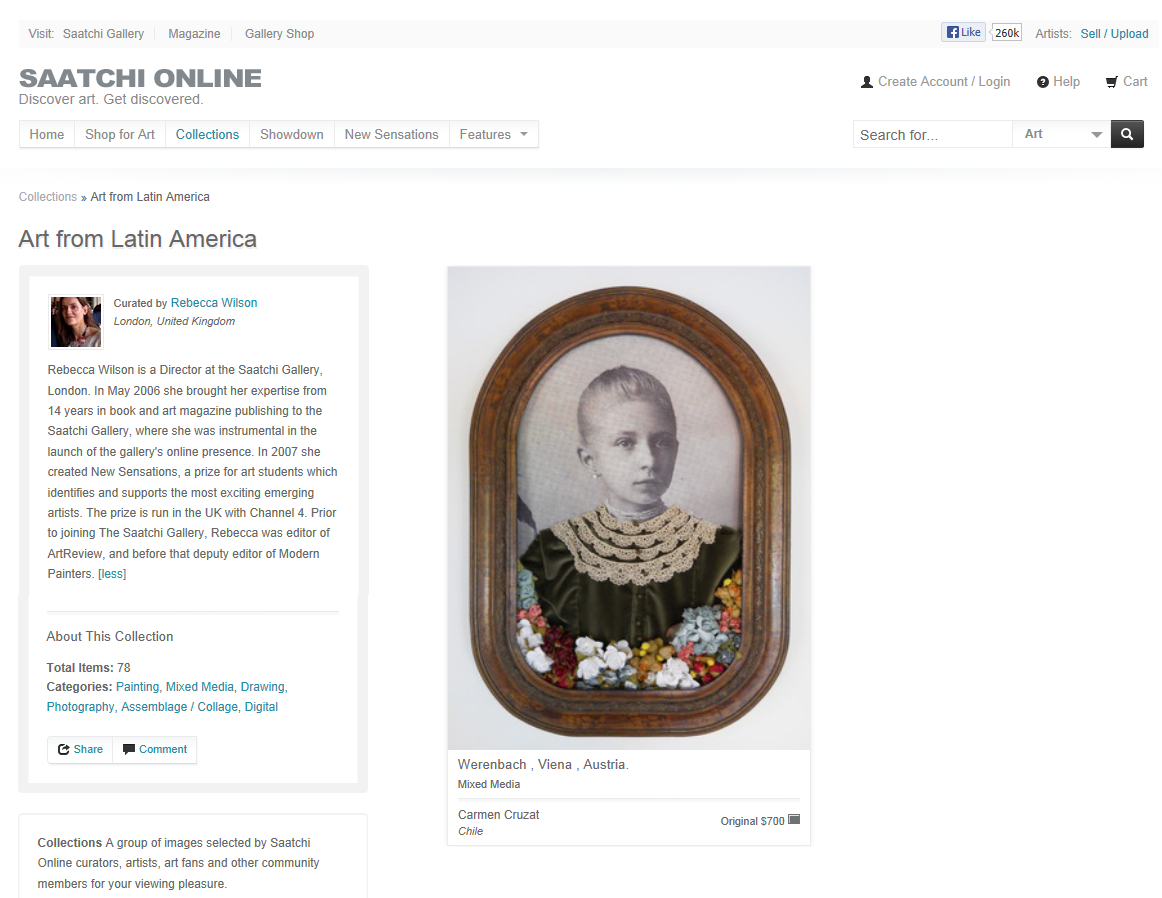 Visit: Saatchi Gallery Magazine Gallery Shop
Like 260k Artists: Sell / Upload
SAATCHI ONLINE
Discover art. Get discovered.
Create Account / Login Help Cart
Home Shop for Art Collections Showdown New Sensations Features
Search for... Art
Collections » Art from Latin America
Art from Latin America
Curated by Rebecca Wilson
London, United Kingdom
Rebecca Wilson is a Director at the Saatchi Gallery,
London. In May 2006 she brought her expertise from
14 years in book and art magazine publishing to the
Saatchi Gallery, where she was instrumental in the
launch of the gallery's online presence. In 2007 she
created New Sensations, a prize for art students which
identifies and supports the most exciting emerging
artists. The prize is run in the UK with Channel 4. Prior
to joining The Saatchi Gallery, Rebecca was editor of
ArtReview, and before that deputy editor of Modern
Painters. [less]
About This Collection
Total Items: 78
Categories: Painting, Mixed Media, Drawing,
Photography, Assemblage / Collage, Digital
Share Comment
Collections A group of images selected by Saatchi
Online curators, artists, art fans and other community
members for your viewing pleasure.
Werenbach , Viena , Austria.
Mixed Media
Carmen Cruzat
Chile
Original $700